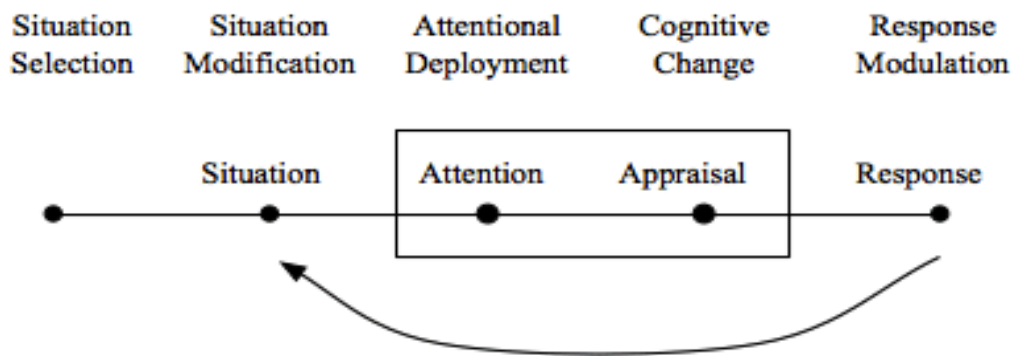 Situation Selection
Situation Modification
Attentional Deployment
Cognitive Change
Response Modulation
Situation
Attention
Appraisal
Response